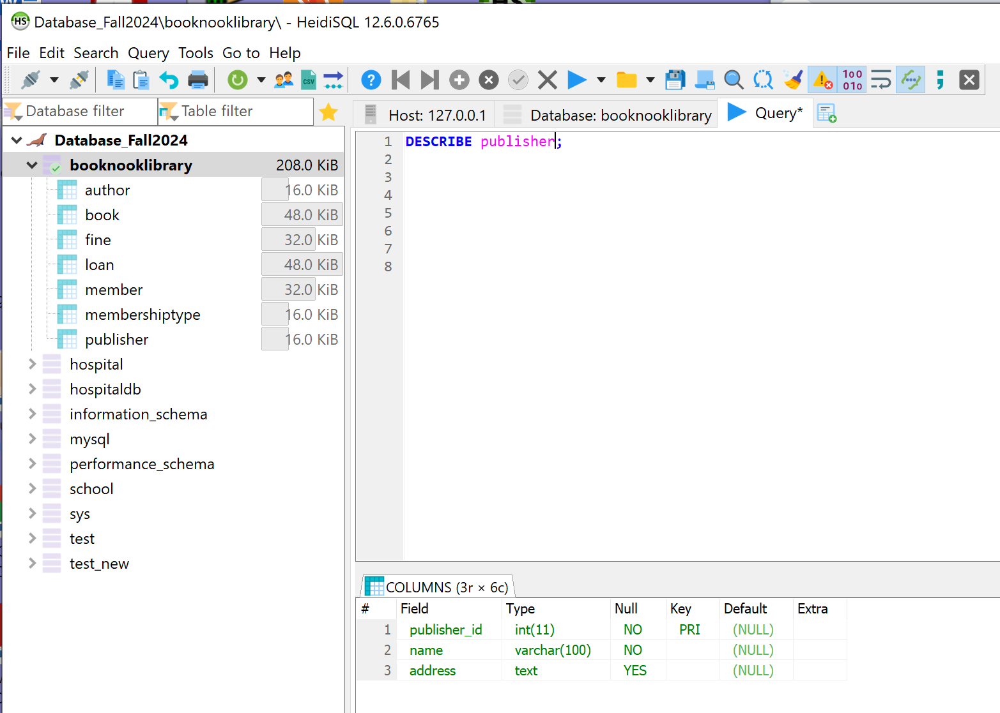 Database_Fall2024\booknooklibrary\ - HeidiSQL 12.6.0.6765
File Edit Search Query Tools Go to Help
CSV
100
010
Database filter
Table filter
Host: 127.0.0.1
Database: booknooklibrary
Query*
Database_Fall2024
booknooklibrary 208.0 KiB
author 16.0 KiB
book 48.0 KiB
fine 32.0 KiB
loan 48.0 KiB
member 32.0 KiB
membershiptype 16.0 KiB
publisher 16.0 KiB
hospital
hospitaldb
information_schema
mysql
performance_schema
school
sys
test
test_new
1 DESCRIBE publisher;
2
3
4
5
6
7
8
COLUMNS (3r × 6c)
# Field Type Null Key Default Extra
1 publisher_id int(11) NO PRI (NULL)
2 name varchar(100) NO (NULL)
3 address text YES (NULL)